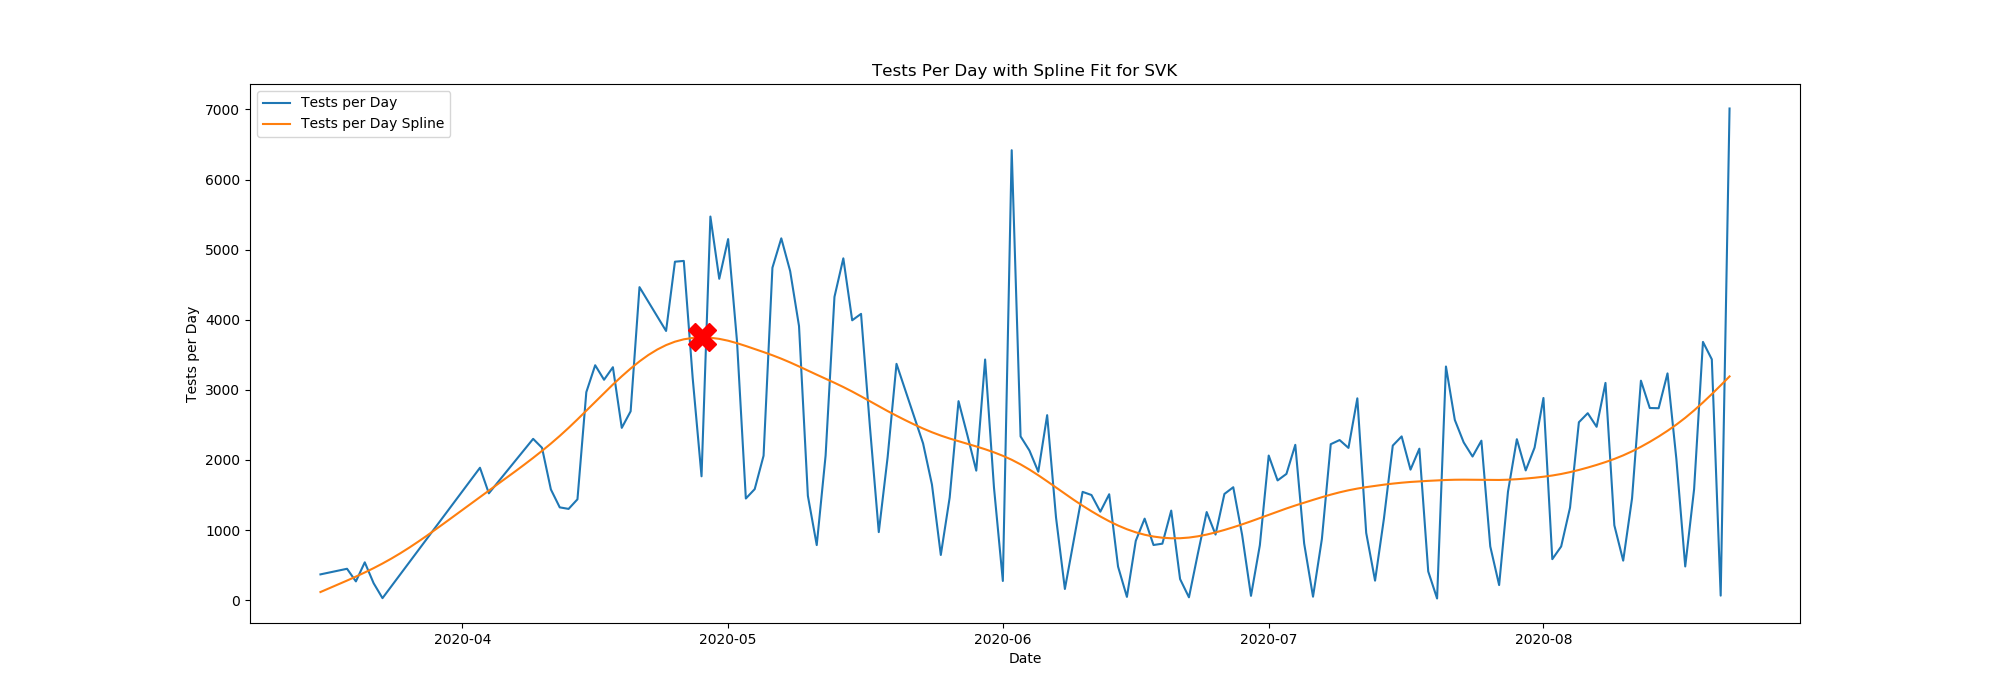 Tests Per Day with Spline Fit for SVK
Tests per Day
Tests per Day Spline
7000
6000
5000
4000
3000
2000
1000
0
Tests per Day
2020-04 2020-05 2020-06 2020-07 2020-08
Date